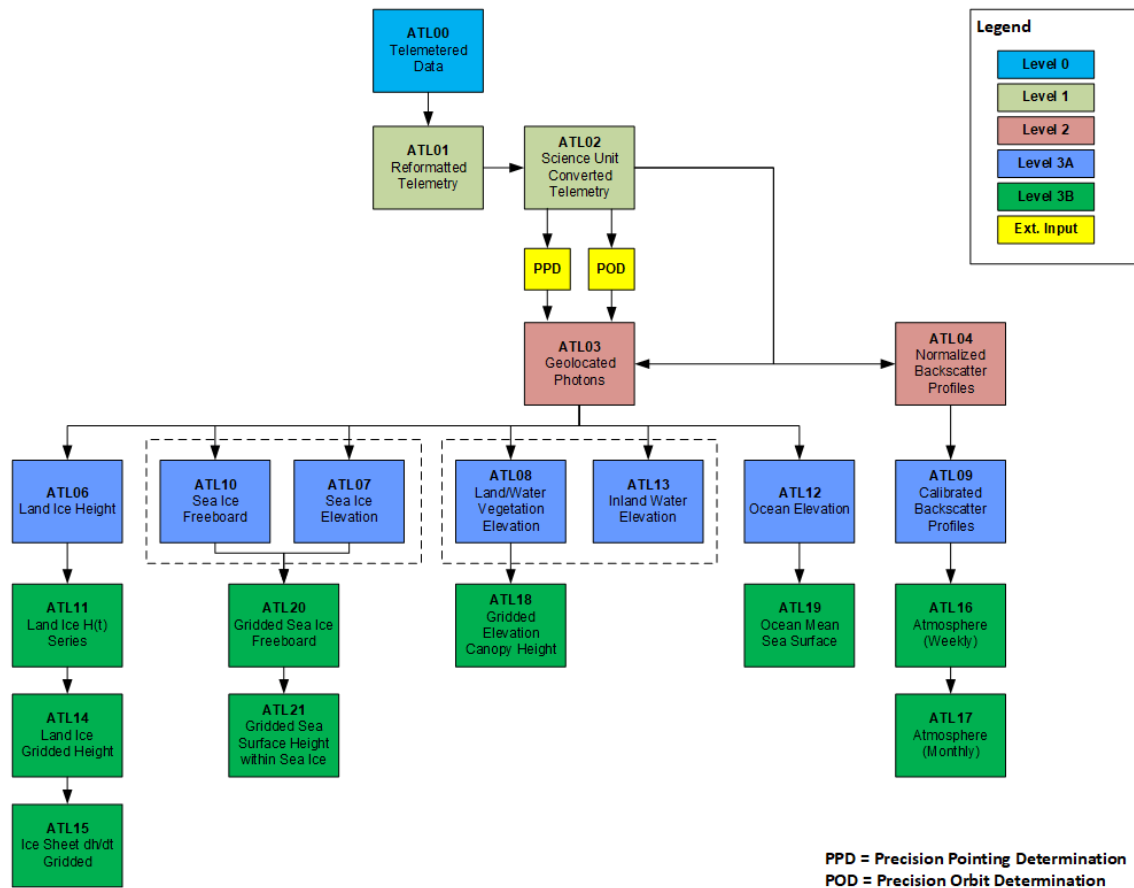 ATL00
Telemetered
Data
Legend
Level 0
Level 1
Level 2
Level 3A
Level 3B
Ext. Input
ATL01
Reformatted
Telemetry
ATL02
Science Unit
Converted
Telemetry
PPD
POD
ATL03
Geolocated
Photons
ATL04
Normalized
Backscatter
Profiles
ATL06
Land Ice Height
ATL10
Sea Ice
Freeboard
ATL07
Sea Ice
Elevation
ATL08
Land/Water
Vegetation
Elevation
ATL13
Inland Water
Elevation
ATL12
Ocean Elevation
ATL09
Calibrated
Backscatter
Profiles
ATL11
Land Ice H(t)
Series
ATL20
Gridded Sea Ice
Freeboard
ATL18
Gridded
Elevation
Canopy Height
ATL19
Ocean Mean
Sea Surface
ATL16
Atmosphere
(Weekly)
ATL14
Land Ice
Gridded Height
ATL21
Gridded Sea
Surface Height
within Sea Ice
ATL17
Atmosphere
(Monthly)
ATL15
Ice Sheet dh/dt
Gridded
PPD = Precision Pointing Determination
POD = Precision Orbit Determination